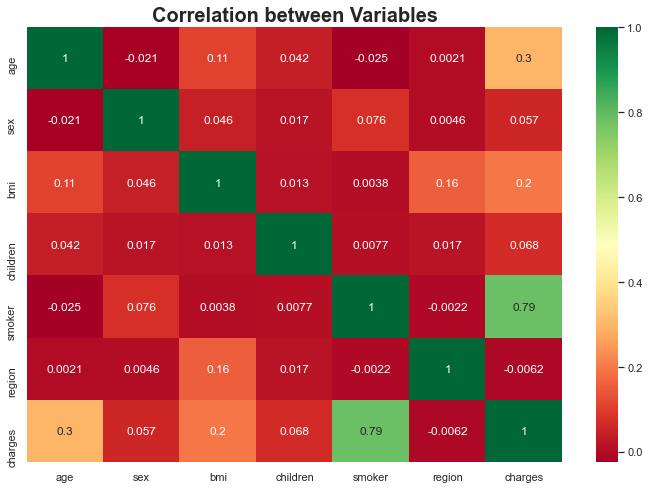 Correlation between Variables
age 1 -0.021 0.11 0.042 -0.025 0.0021 0.3
sex -0.021 1 0.046 0.017 0.076 0.0046 0.057
bmi 0.11 0.046 1 0.013 0.0038 0.16 0.2
children 0.042 0.017 0.013 1 0.0077 0.017 0.068
smoker -0.025 0.076 0.0038 0.0077 1 -0.0022 0.79
region 0.0021 0.0046 0.16 0.017 -0.0022 1 -0.0062
charges 0.3 0.057 0.2 0.068 0.79 -0.0062 1
age sex bmi children smoker region charges
1.0
0.8
0.6
0.4
0.2
0.0